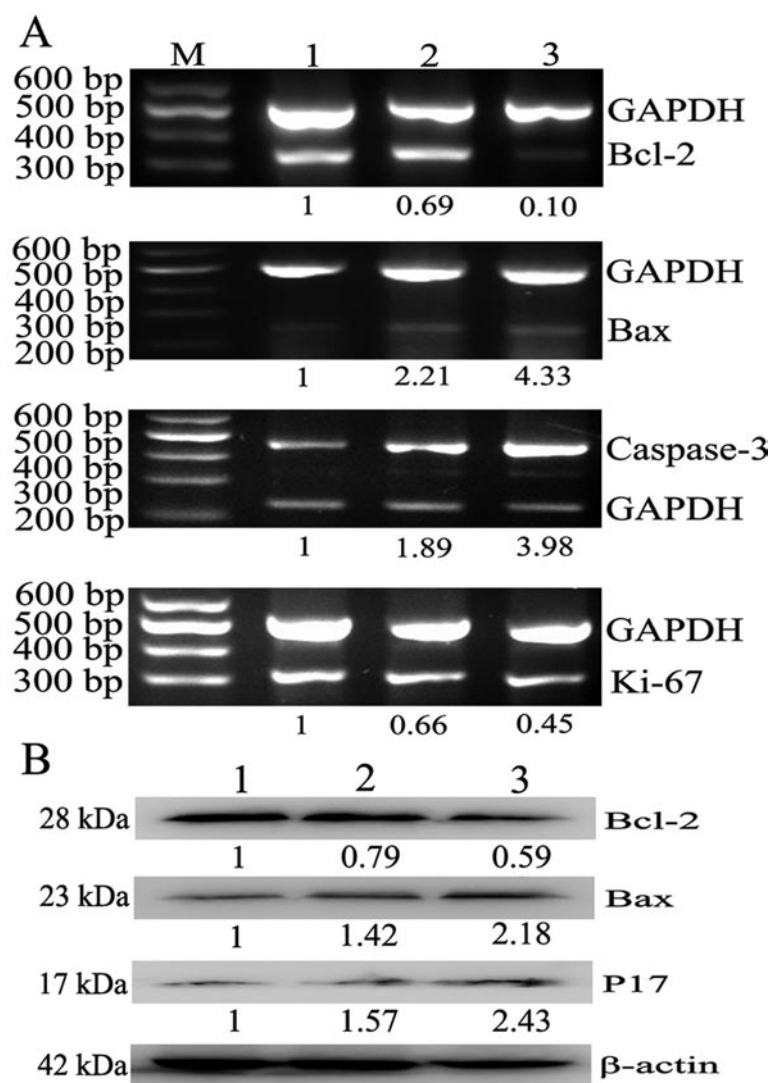 A
M 1 2 3
600 bp
500 bp GAPDH
400 bp Bcl-2
300 bp
1 0.69 0.10
600 bp
500 bp GAPDH
400 bp
300 bp Bax
200 bp
1 2.21 4.33
600 bp
500 bp Caspase-3
400 bp
300 bp GAPDH
200 bp
1 1.89 3.98
600 bp
500 bp GAPDH
400 bp
300 bp Ki-67
1 0.66 0.45
B
1 2 3
28 kDa Bcl-2
1 0.79 0.59
23 kDa Bax
1 1.42 2.18
17 kDa P17
1 1.57 2.43
42 kDa β-actin